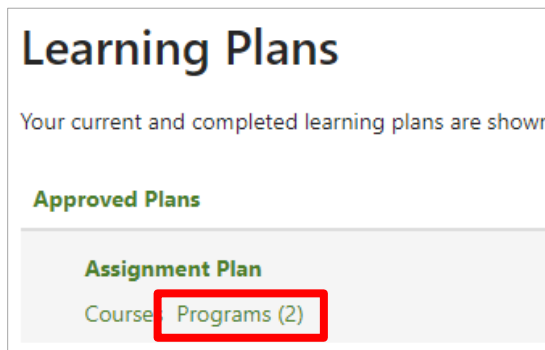 Learning Plans
Your current and completed learning plans are shown
Approved Plans
Assignment Plan
Course Programs (2)